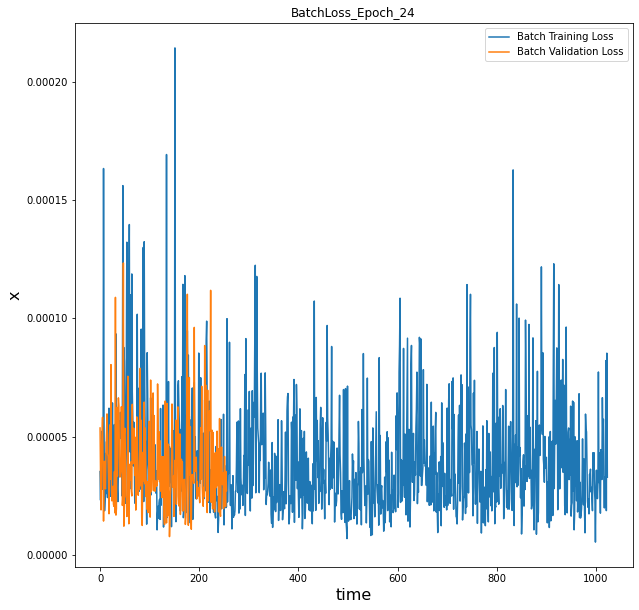 BatchLoss_Epoch_24
Batch Training Loss
Batch Validation Loss
0.00020
0.00015
0.00010
0.00005
0.00000
x
0 200 400 600 800 1000
time